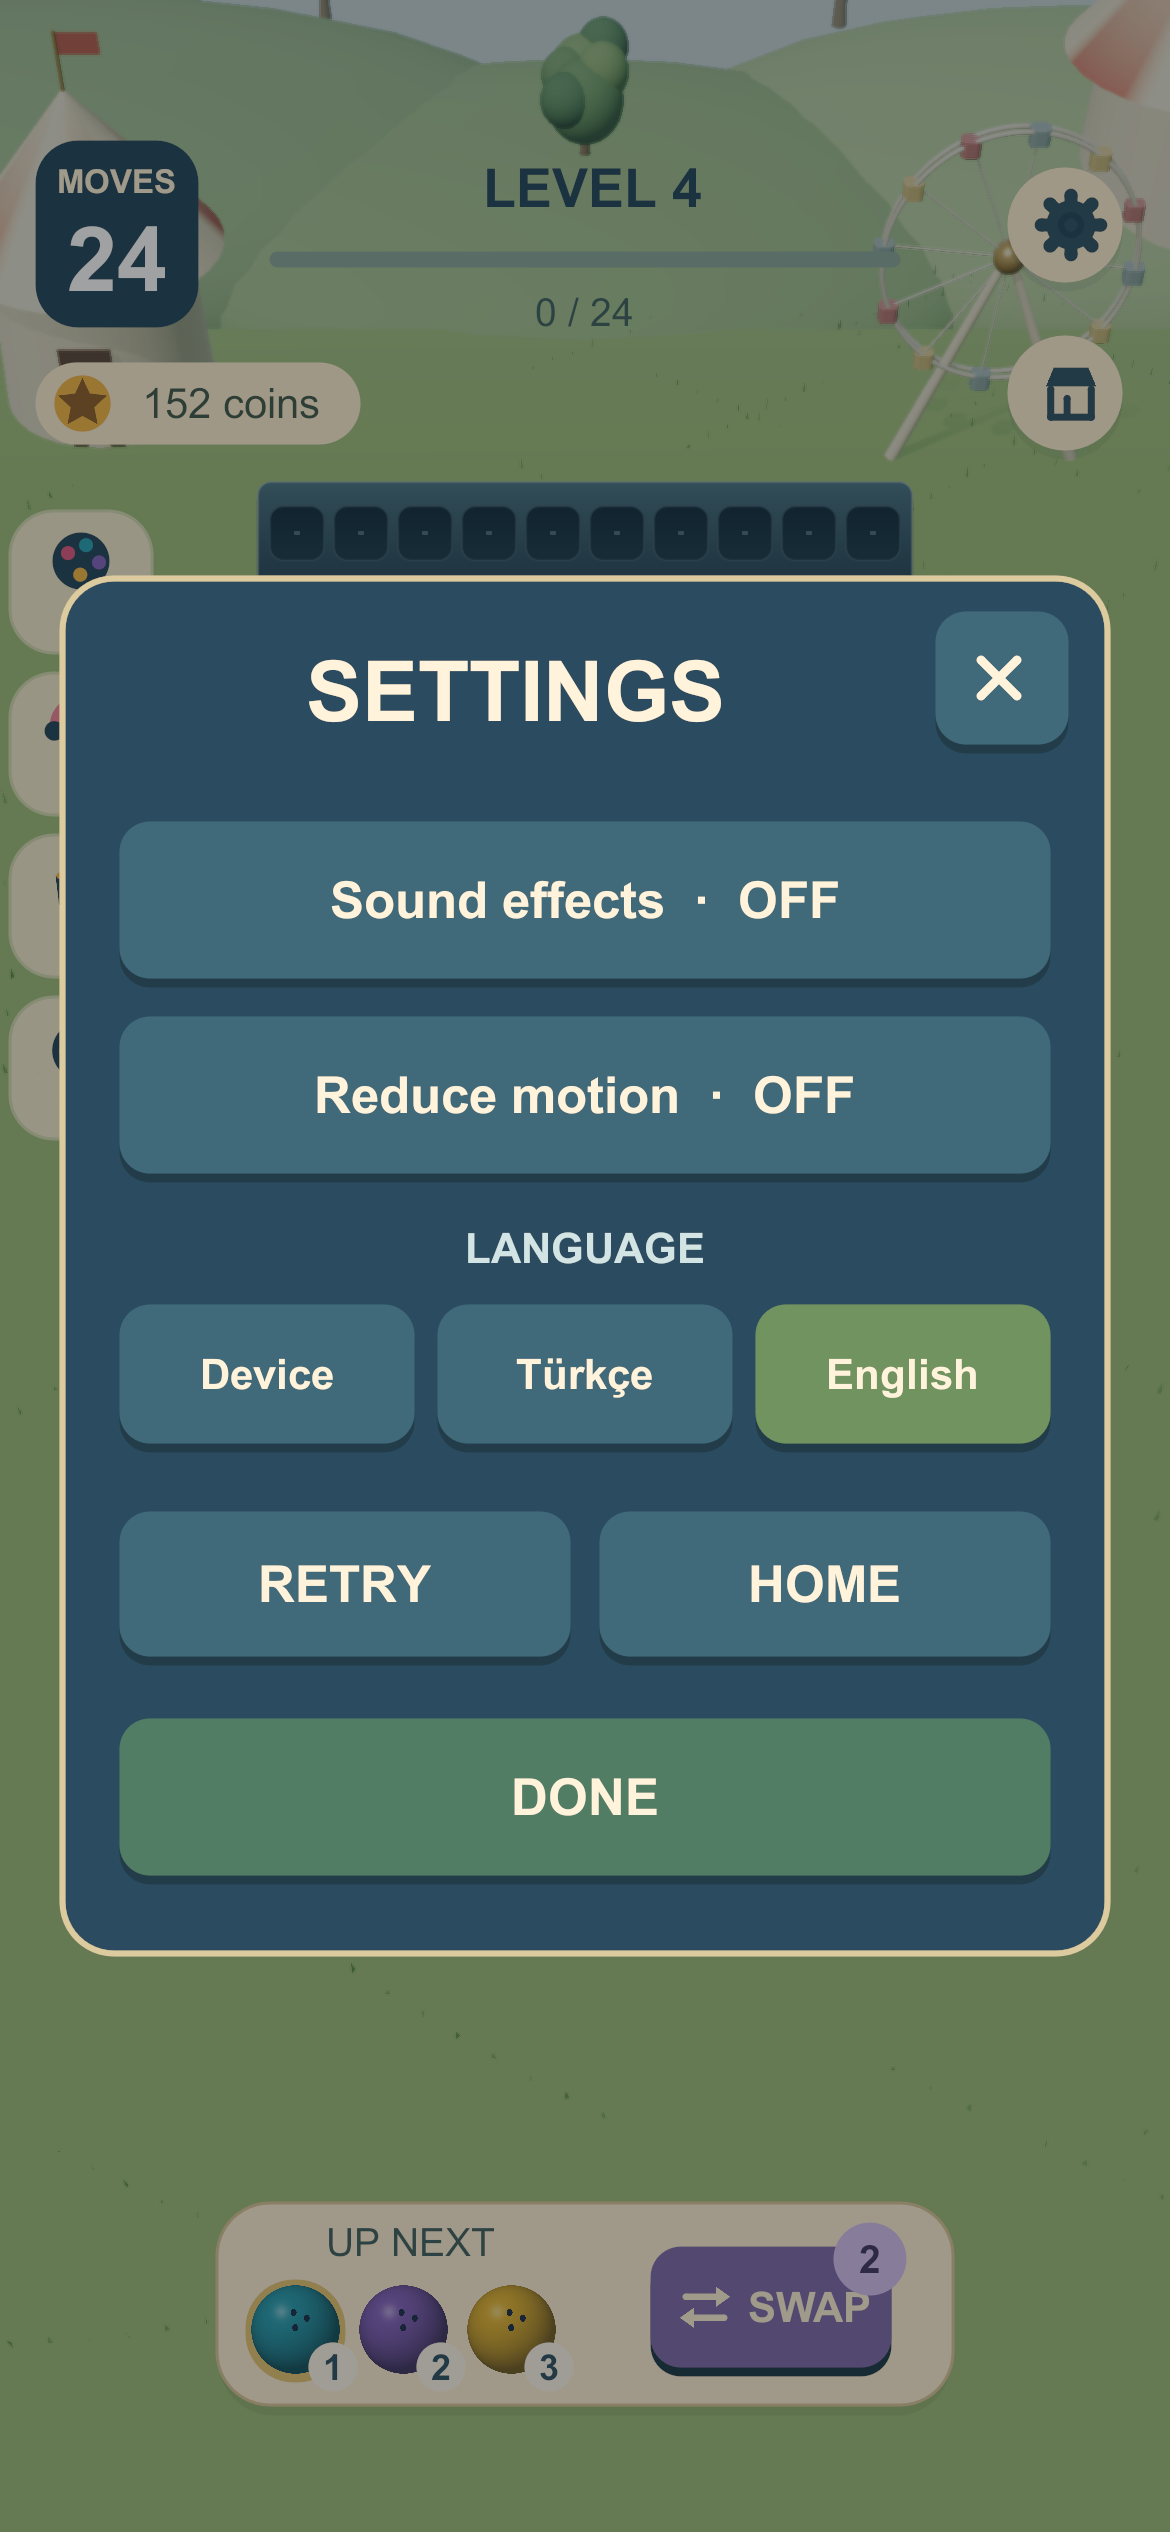 MOVES
24
LEVEL 4
0 / 24
152 coins
SETTINGS
Sound effects · OFF
Reduce motion · OFF
LANGUAGE
Device
Türkçe
English
RETRY
HOME
DONE
UP NEXT
1
2
3
SWAP
2